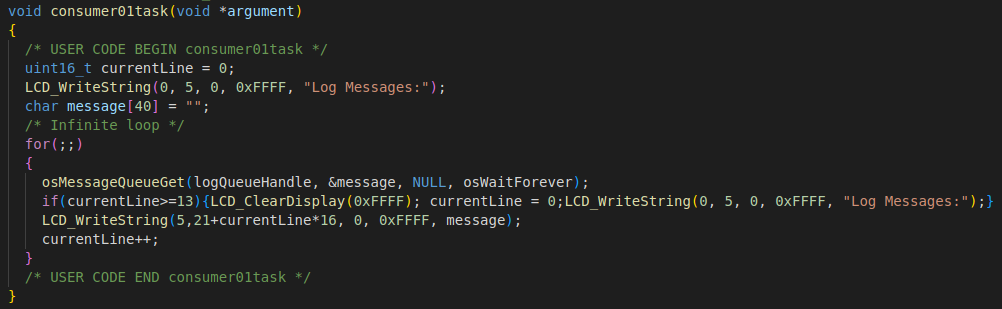 void consumer01task(void *argument)
{
  /* USER CODE BEGIN consumer01task */
  uint16_t currentLine = 0;
  LCD_WriteString(0, 5, 0, 0xFFFF, "Log Messages:");
  char message[40] = "";
  /* Infinite loop */
  for(;;)
  {
    osMessageQueueGet(logQueueHandle, &message, NULL, osWaitForever);
    if(currentLine>=13){LCD_ClearDisplay(0xFFFF); currentLine = 0;LCD_WriteString(0, 5, 0, 0xFFFF, "Log Messages:");}
    LCD_WriteString(5,21+currentLine*16, 0, 0xFFFF, message);
    currentLine++;
  }
  /* USER CODE END consumer01task */
}